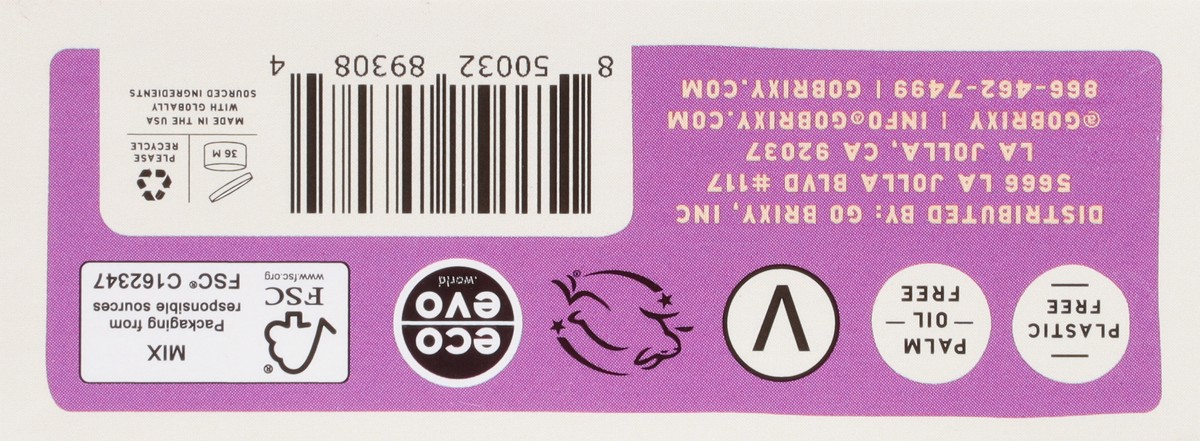 PLASTIC
FREE
PALM
OIL
FREE
V
®
eco
evo
.world
®
FSC
www.fsc.org
MIX
Packaging from
responsible sources
FSC® C162347
DISTRIBUTED BY: GO BRIXY, INC
5666 LA JOLLA BLVD #117
LA JOLLA, CA 92037
@GOBRIXY | INFO@GOBRIXY.COM
866-462-7499 | GOBRIXY.COM
8 50032 89308 4
36 M
PLEASE
RECYCLE
MADE IN THE USA
WITH GLOBALLY
SOURCED INGREDIENTS